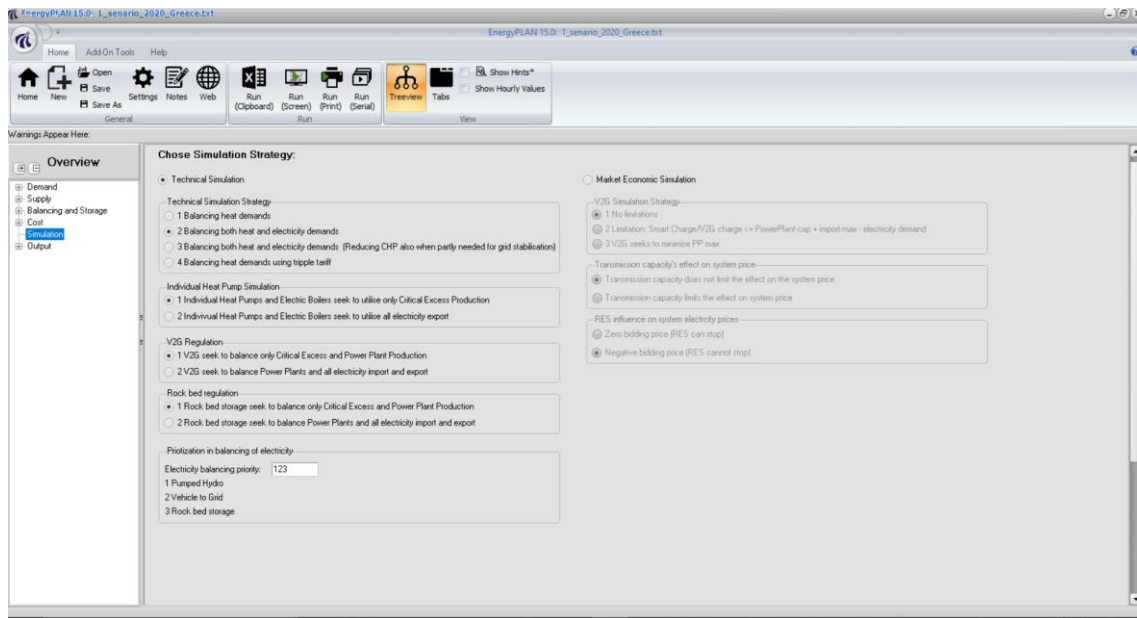 EnergyPLAN 15.0: 1_senario_2020_Greece.txt
EnergyPLAN 15.0: 1_senario_2020_Greece.txt
Home Add-On Tools Help
Home New Open Save Save As Settings Notes Web Run (Clipboard) Run (Screen) Run (Print) Run (Serial) Treeview Tabs Show Hints* Show Hourly Values
General Run View
Warnings Appear Here:
Overview
Demand
Supply
Balancing and Storage
Cost
Simulation
Output
Chose Simulation Strategy:
Technical Simulation
Technical Simulation Strategy
1 Balancing heat demands
2 Balancing both heat and electricity demands
3 Balancing both heat and electricity demands (Reducing CHP also when partly needed for grid stabilisation)
4 Balancing heat demands using tripple tariff
Individual Heat Pump Simulation
1 Individual Heat Pumps and Electric Boilers seek to utilise only Critical Excess Production
2 Indivivual Heat Pumps and Electric Boilers seek to utilise all electricity export
V2G Regulation
1 V2G seek to balance only Critical Excess and Power Plant Production
2 V2G seek to balance Power Plants and all electricity import and export
Rock bed regulation
1 Rock bed storage seek to balance only Critical Excess and Power Plant Production
2 Rock bed storage seek to balance Power Plants and all electricity import and export
Priotization in balancing of electricity
Electricity balancing priority: 123
1 Pumped Hydro
2 Vehicle to Grid
3 Rock bed storage
Market Economic Simulation
V2G Simulation Strategy
1 No limitations
2 Limitation: Smart Charge/V2G charge <= PowerPlant-cap + import-max - electricity demand
3 V2G seeks to minimise PP max
Transmission capacity's effect on system price
Transmission capacity does not limit the effect on the system price
Transmission capacity limits the effect on system price
RES influence on system electricity prices
Zero bidding price (RES can stop)
Negative bidding price (RES cannot stop)